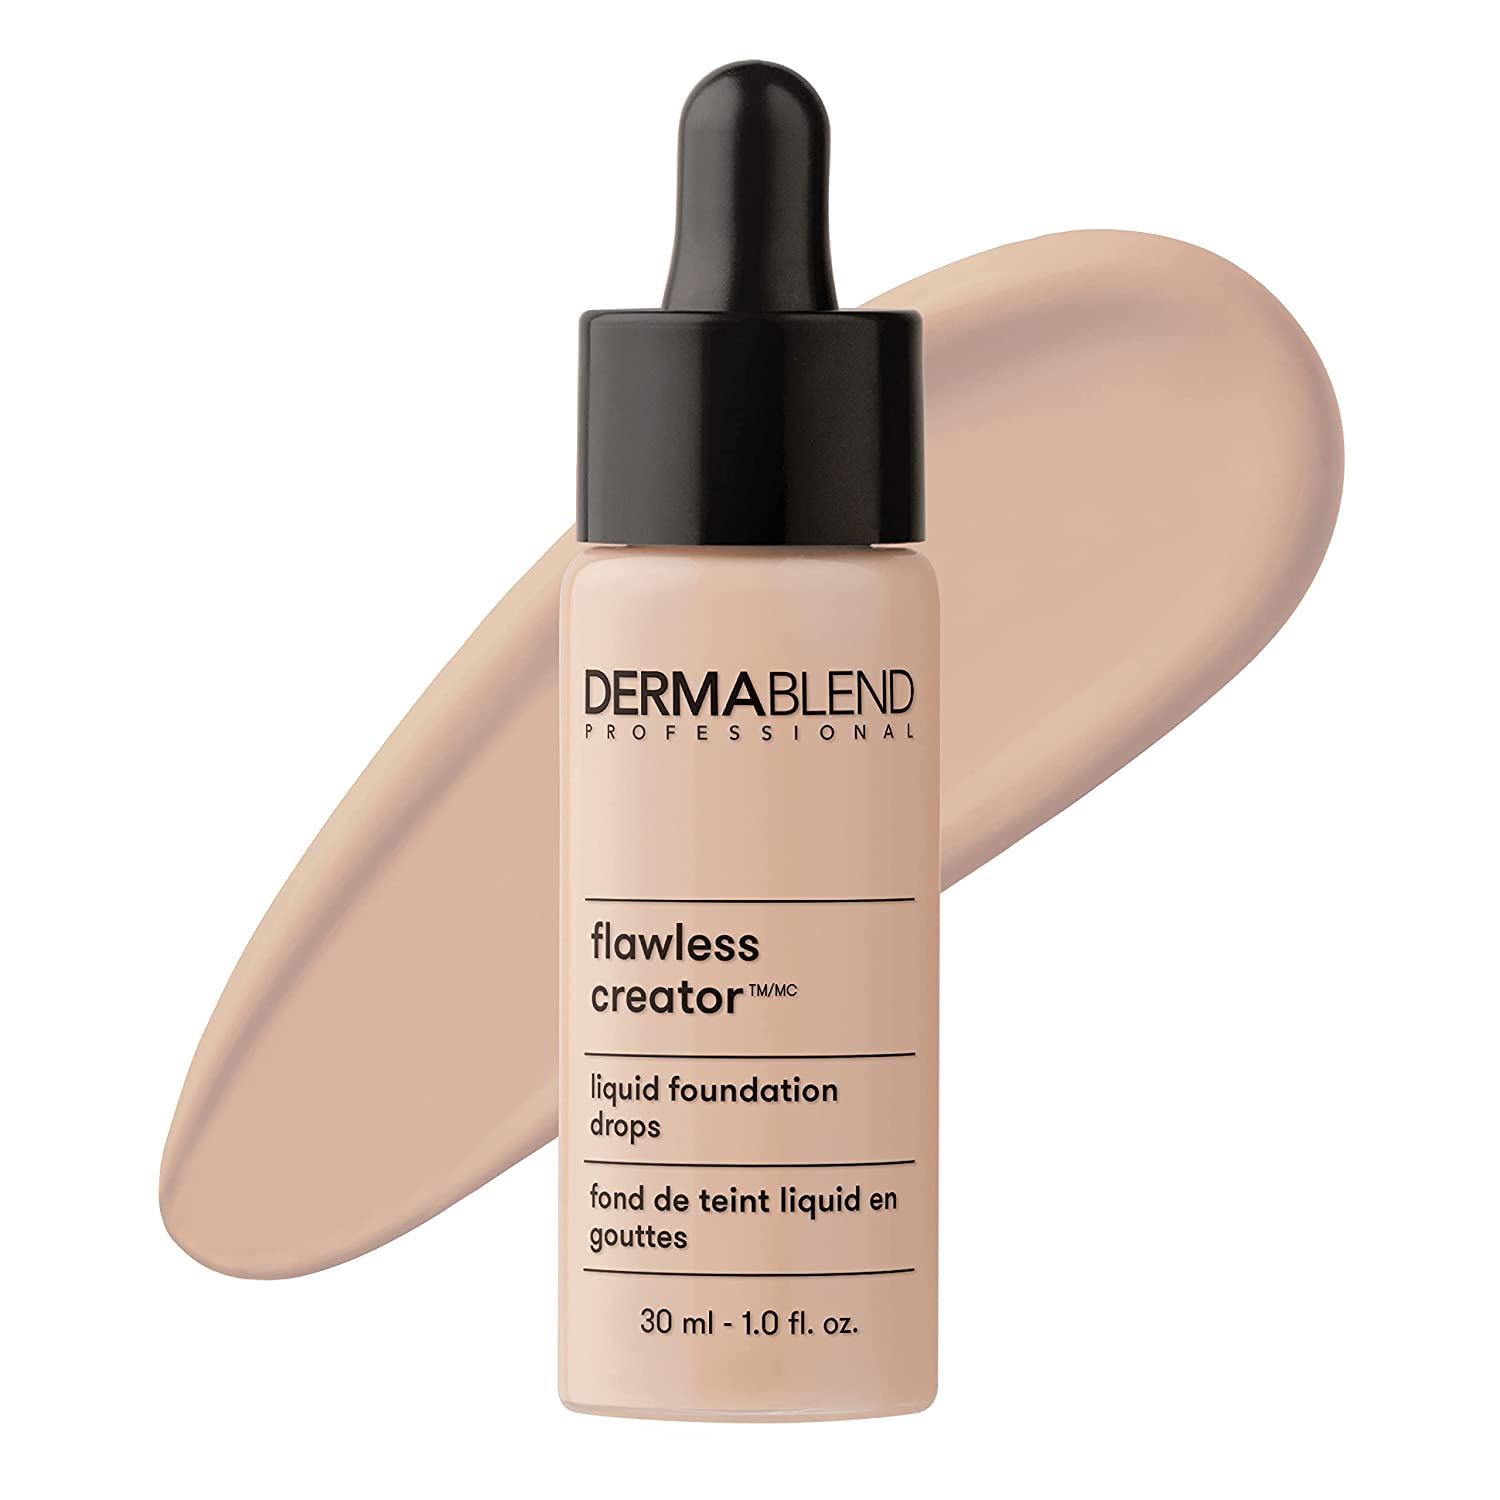 DERMABLEND
PROFESSIONAL
flawless
creator™/MC
liquid foundation
drops
fond de teint liquid en
gouttes
30 ml - 1.0 fl. oz.